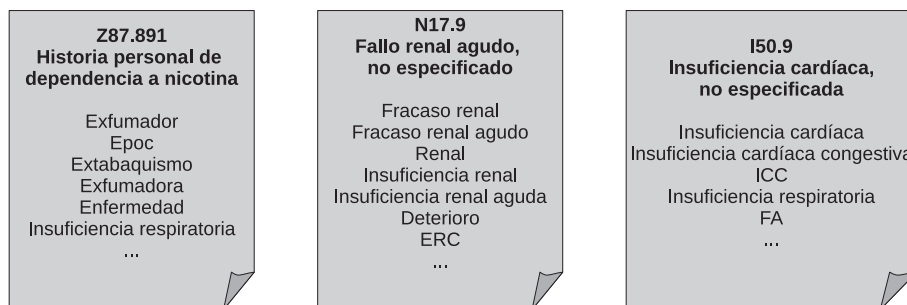 Z87.891
Historia personal de
dependencia a nicotina
Exfumador
Epoc
Extabaquismo
Exfumadora
Enfermedad
Insuficiencia respiratoria
...
N17.9
Fallo renal agudo,
no especificado
Fracaso renal
Fracaso renal agudo
Renal
Insuficiencia renal
Insuficiencia renal aguda
Deterioro
ERC
...
I50.9
Insuficiencia cardíaca,
no especificada
Insuficiencia cardíaca
Insuficiencia cardíaca congestiva
ICC
Insuficiencia respiratoria
FA
...